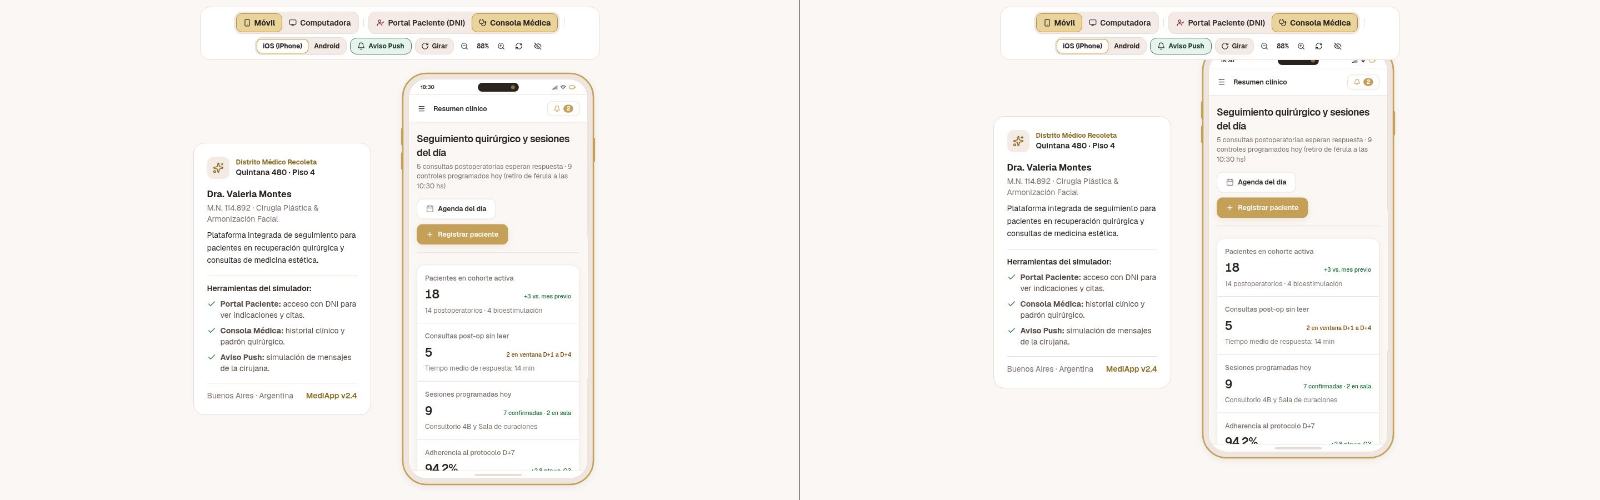 Móvil Computadora Portal Paciente (DNI) Consola Médica
iOS (iPhone) Android Aviso Push Girar 88%
Distrito Médico Recoleta
Quintana 480 · Piso 4
Dra. Valeria Montes
M.N. 114.892 · Cirugía Plástica &
Armonización Facial
Plataforma integrada de seguimiento para
pacientes en recuperación quirúrgica y
consultas de medicina estética.
Herramientas del simulador:
Portal Paciente: acceso con DNI para
ver indicaciones y citas.
Consola Médica: historial clínico y
padrón quirúrgico.
Aviso Push: simulación de mensajes
de la cirujana.
Buenos Aires · Argentina MediApp v2.4
Resumen clínico 2
Seguimiento quirúrgico y sesiones
del día
5 consultas postoperatorias esperan respuesta · 9
controles programados hoy (retiro de férula a las
10:30 hs)
Agenda del día
+ Registrar paciente
Pacientes en cohorte activa
18 +3 vs. mes previo
14 postoperatorios · 4 bioestimulación
Consultas post-op sin leer
5 2 en ventana D+1 a D+4
Tiempo medio de respuesta: 14 min
Sesiones programadas hoy
9 7 confirmadas · 2 en sala
Consultorio 4B y Sala de curaciones
Adherencia al protocolo D+7
94.2%
Móvil Computadora Portal Paciente (DNI) Consola Médica
iOS (iPhone) Android Aviso Push Girar 88%
Distrito Médico Recoleta
Quintana 480 · Piso 4
Dra. Valeria Montes
M.N. 114.892 · Cirugía Plástica &
Armonización Facial
Plataforma integrada de seguimiento para
pacientes en recuperación quirúrgica y
consultas de medicina estética.
Herramientas del simulador:
Portal Paciente: acceso con DNI para
ver indicaciones y citas.
Consola Médica: historial clínico y
padrón quirúrgico.
Aviso Push: simulación de mensajes
de la cirujana.
Buenos Aires · Argentina MediApp v2.4
Resumen clínico 2
Seguimiento quirúrgico y sesiones
del día
5 consultas postoperatorias esperan respuesta · 9
controles programados hoy (retiro de férula a las
10:30 hs)
Agenda del día
+ Registrar paciente
Pacientes en cohorte activa
18 +3 vs. mes previo
14 postoperatorios · 4 bioestimulación
Consultas post-op sin leer
5 2 en ventana D+1 a D+4
Tiempo medio de respuesta: 14 min
Sesiones programadas hoy
9 7 confirmadas · 2 en sala
Consultorio 4B y Sala de curaciones
Adherencia al protocolo D+7
94.2%